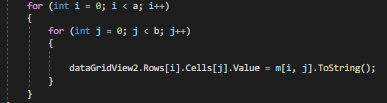 for (int i = 0; i < a; i++)
{
for (int j = 0; j < b; j++)
{
dataGridView2.Rows[i].Cells[j].Value = m[i, j].ToString();
}
}